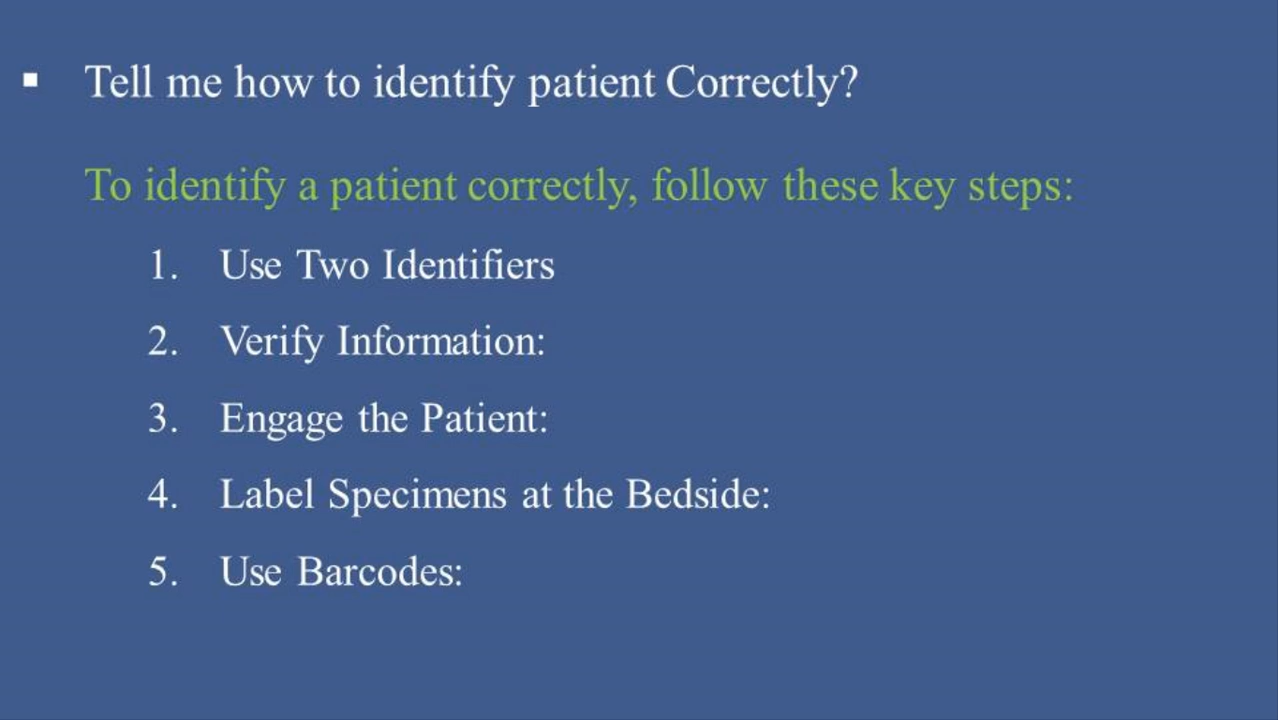 ▪ Tell me how to identify patient Correctly?
To identify a patient correctly, follow these key steps:
1. Use Two Identifiers
2. Verify Information:
3. Engage the Patient:
4. Label Specimens at the Bedside:
5. Use Barcodes: